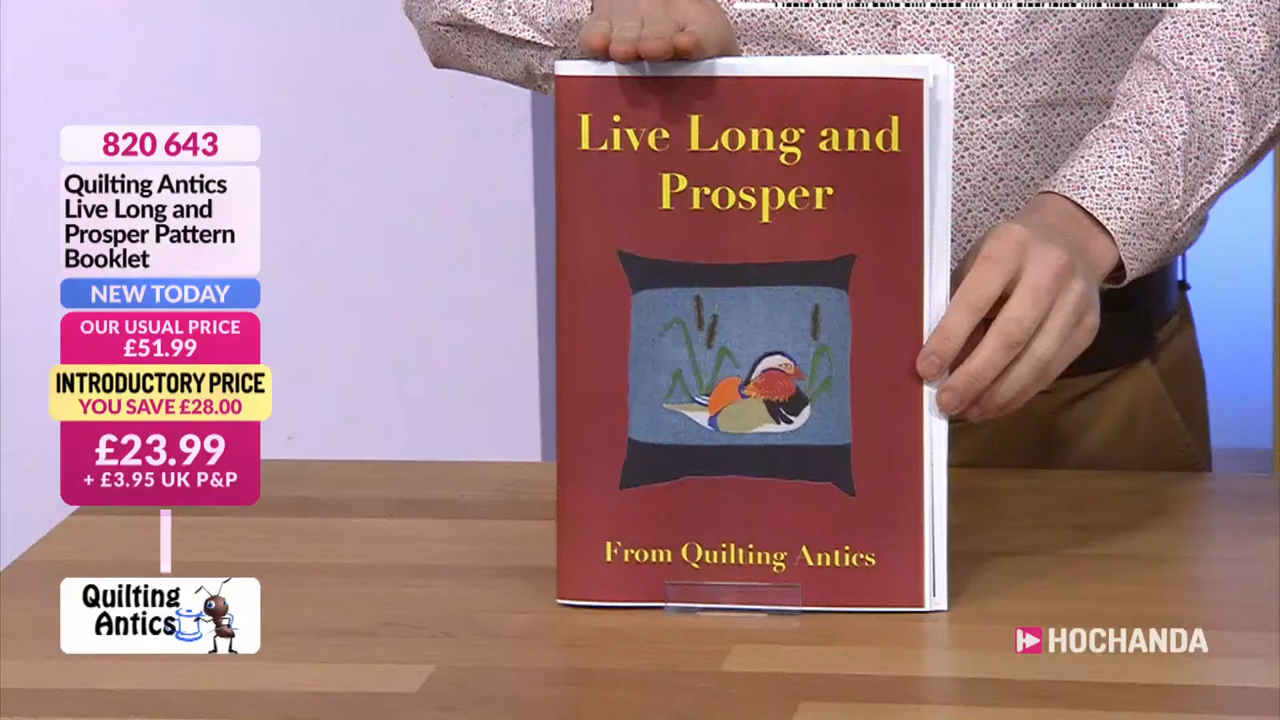 820 643
Quilting Antics
Live Long and
Prosper Pattern
Booklet
NEW TODAY
OUR USUAL PRICE
£51.99
INTRODUCTORY PRICE
YOU SAVE £28.00
£23.99
+ £3.95 UK P&P
Quilting
Antics
Live Long and
Prosper
From Quilting Antics
HOCHANDA